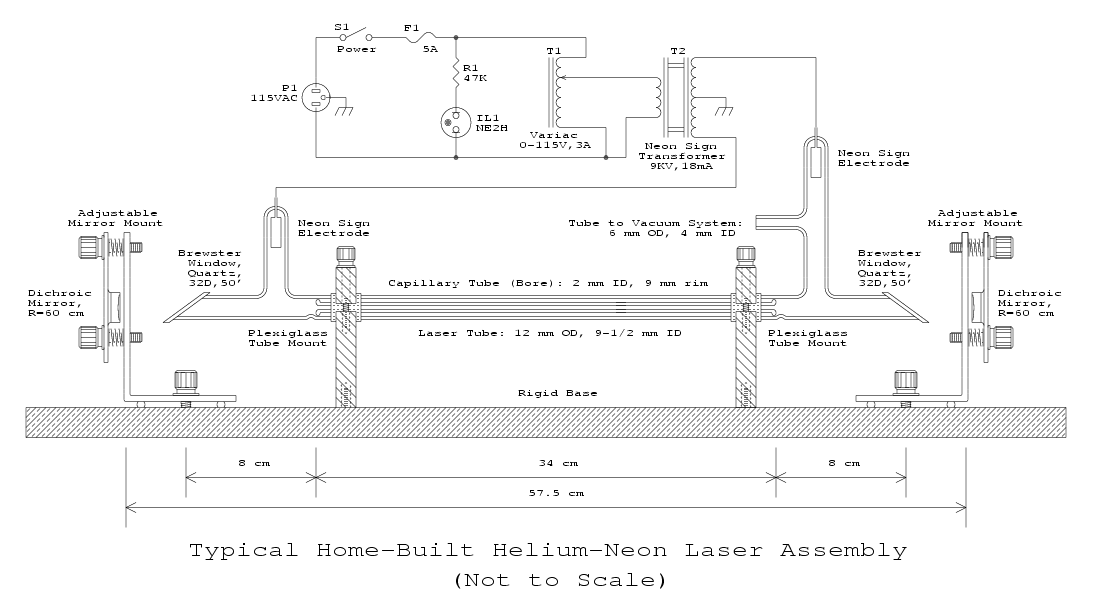 S1
Power
F1
5A
P1
115VAC
R1
47K
IL1
NE2H
T1
Variac
0-115V,3A
T2
Neon Sign
Transformer
9KV,18mA
Neon Sign
Electrode
Adjustable
Mirror Mount
Neon Sign
Electrode
Tube to Vacuum System:
6 mm OD, 4 mm ID
Adjustable
Mirror Mount
Brewster
Window,
Quartz,
32D,50'
Brewster
Window,
Quartz,
32D,50'
Dichroic
Mirror,
R=60 cm
Capillary Tube (Bore): 2 mm ID, 9 mm rim
Dichroic
Mirror,
R=60 cm
Plexiglass
Tube Mount
Laser Tube: 12 mm OD, 9-1/2 mm ID
Plexiglass
Tube Mount
Rigid Base
8 cm
34 cm
8 cm
57.5 cm
Typical Home-Built Helium-Neon Laser Assembly
(Not to Scale)